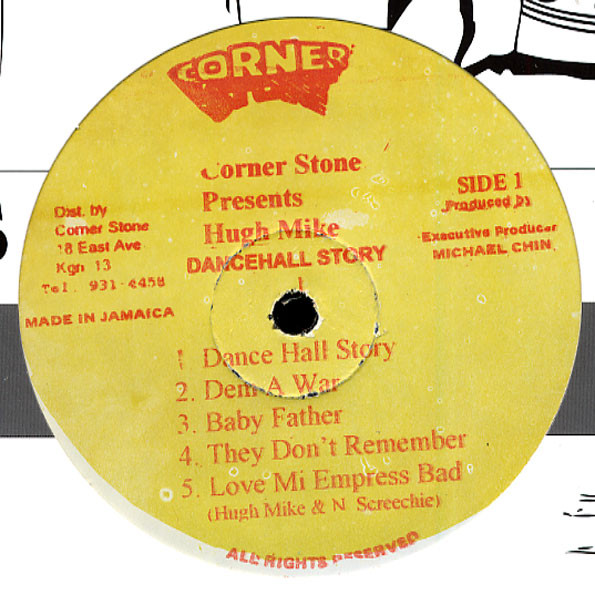 CORNER
Corner Stone
Presents
Hugh Mike
DANCEHALL STORY
Dist. by
Corner Stone
18 East Ave
Kgn 13
Tel. 931-4458
MADE IN JAMAICA
SIDE 1
Produced by
Executive Producer
MICHAEL CHIN
1 Dance Hall Story
2. Dem A War
3. Baby Father
4. They Don't Remember
5. Love Mi Empress Bad
(Hugh Mike & N Screechie)
ALL RIGHTS RESERVED